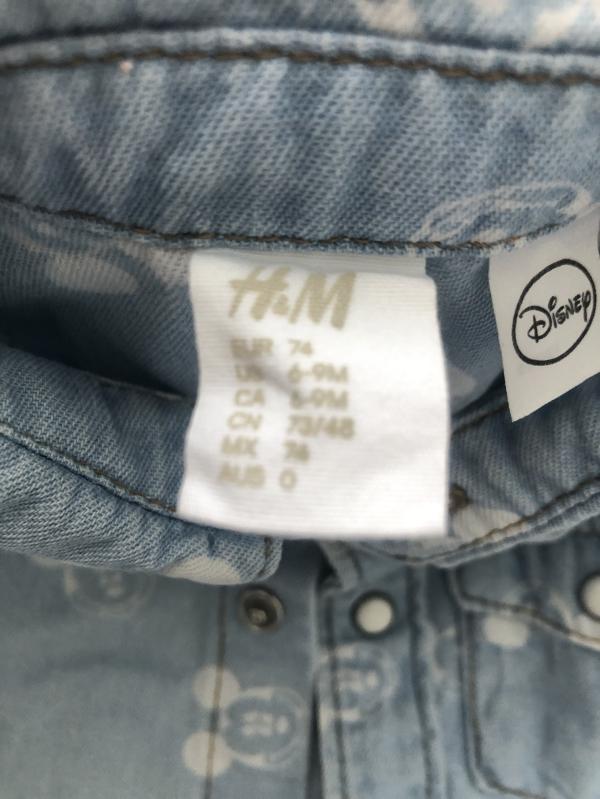 H&M
EUR 74
US 6-9M
CA 6-9M
CN 73/48
MX 74
AUS 0
DISNEY